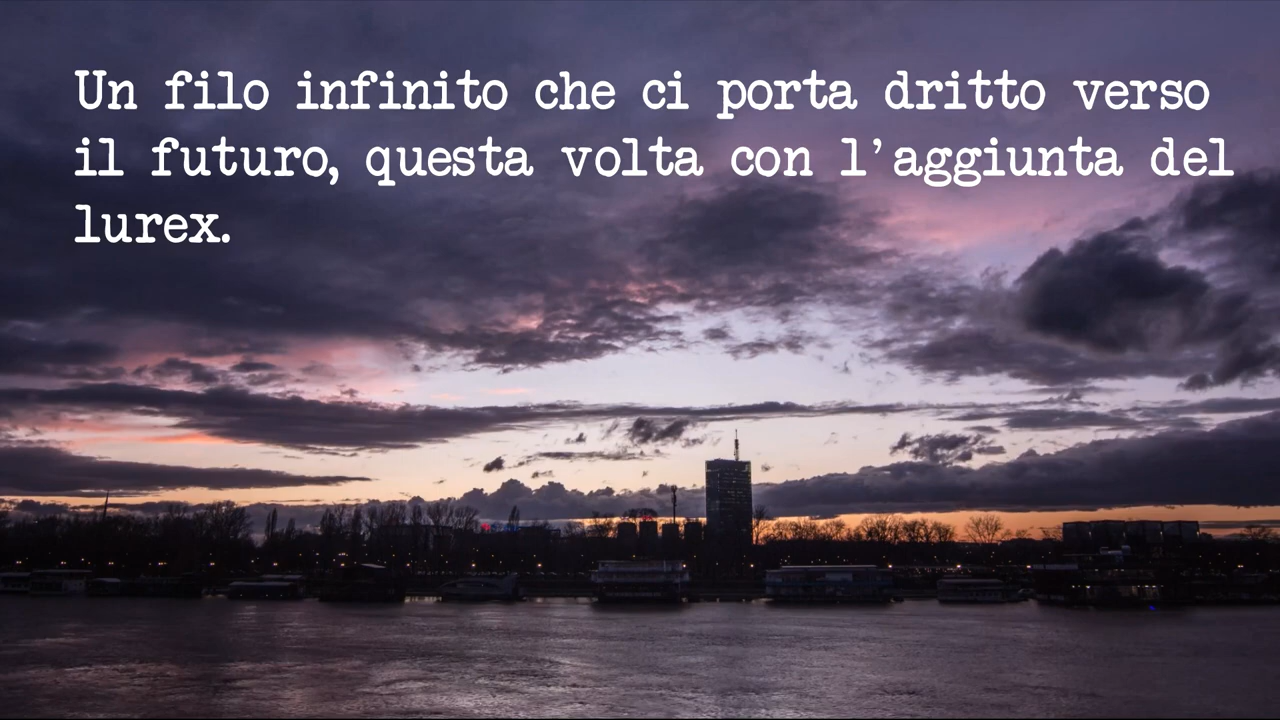 Un filo infinito che ci porta dritto verso
il futuro, questa volta con l'aggiunta del
lurex.